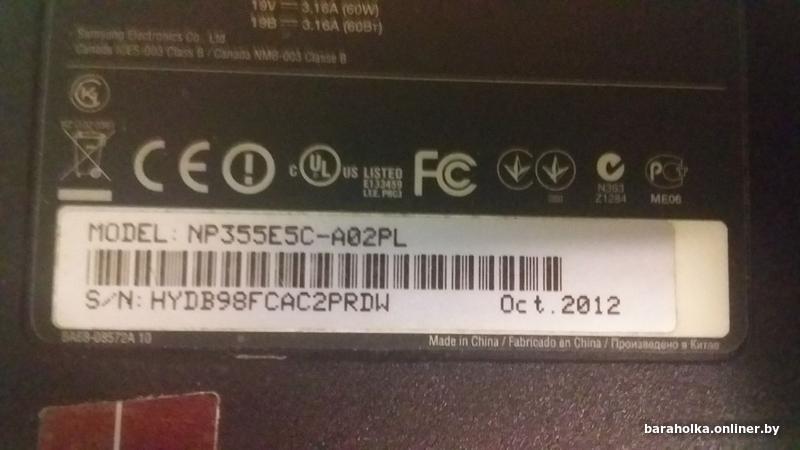 19V ⎓ 3.16A (60W)
19В ⎓ 3.16A (60Вт)
Samsung Electronics Co., Ltd.
Canada ICES-003 Class B / Canada NMB-003 Classe B
CE
C UL US LISTED
E133459
I.T.E. PRC3
FC
N363
Z1284
ME06
MODEL: NP355E5C-A02PL
S/N: HYDB98FCAC2PRDW Oct.2012
BA68-08572A 10
Made in China / Fabricado en China / Произведено в Китае
baraholka.onliner.by